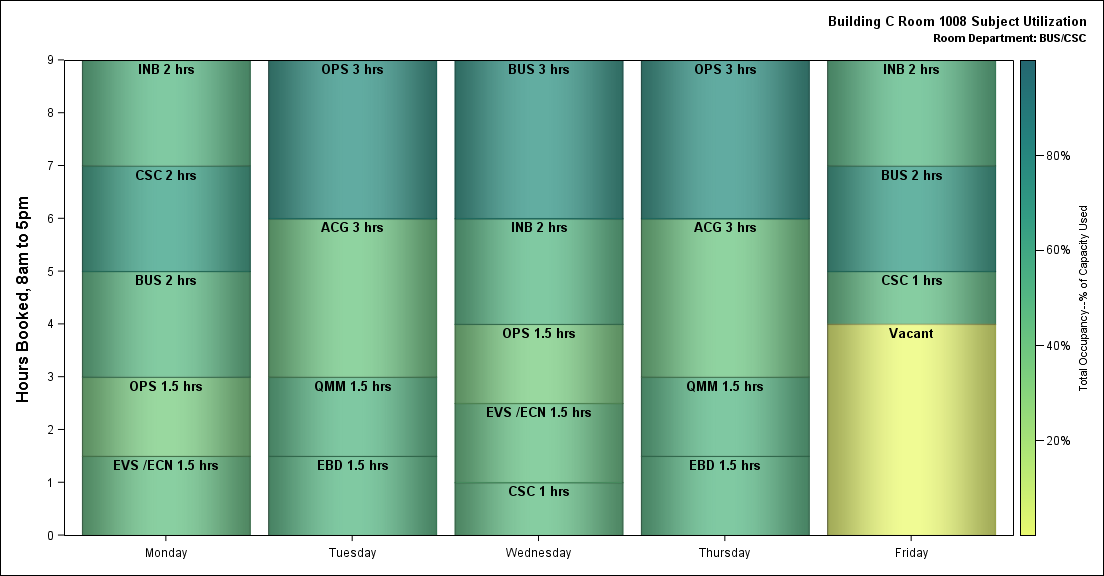 Building C Room 1008 Subject Utilization
Room Department: BUS/CSC
Hours Booked, 8am to 5pm
9
8
7
6
5
4
3
2
1
0
INB 2 hrs
CSC 2 hrs
BUS 2 hrs
OPS 1.5 hrs
EVS /ECN 1.5 hrs
OPS 3 hrs
ACG 3 hrs
QMM 1.5 hrs
EBD 1.5 hrs
BUS 3 hrs
INB 2 hrs
OPS 1.5 hrs
EVS /ECN 1.5 hrs
CSC 1 hrs
OPS 3 hrs
ACG 3 hrs
QMM 1.5 hrs
EBD 1.5 hrs
INB 2 hrs
BUS 2 hrs
CSC 1 hrs
Vacant
Monday
Tuesday
Wednesday
Thursday
Friday
80%
60%
40%
20%
Total Occupancy--% of Capacity Used